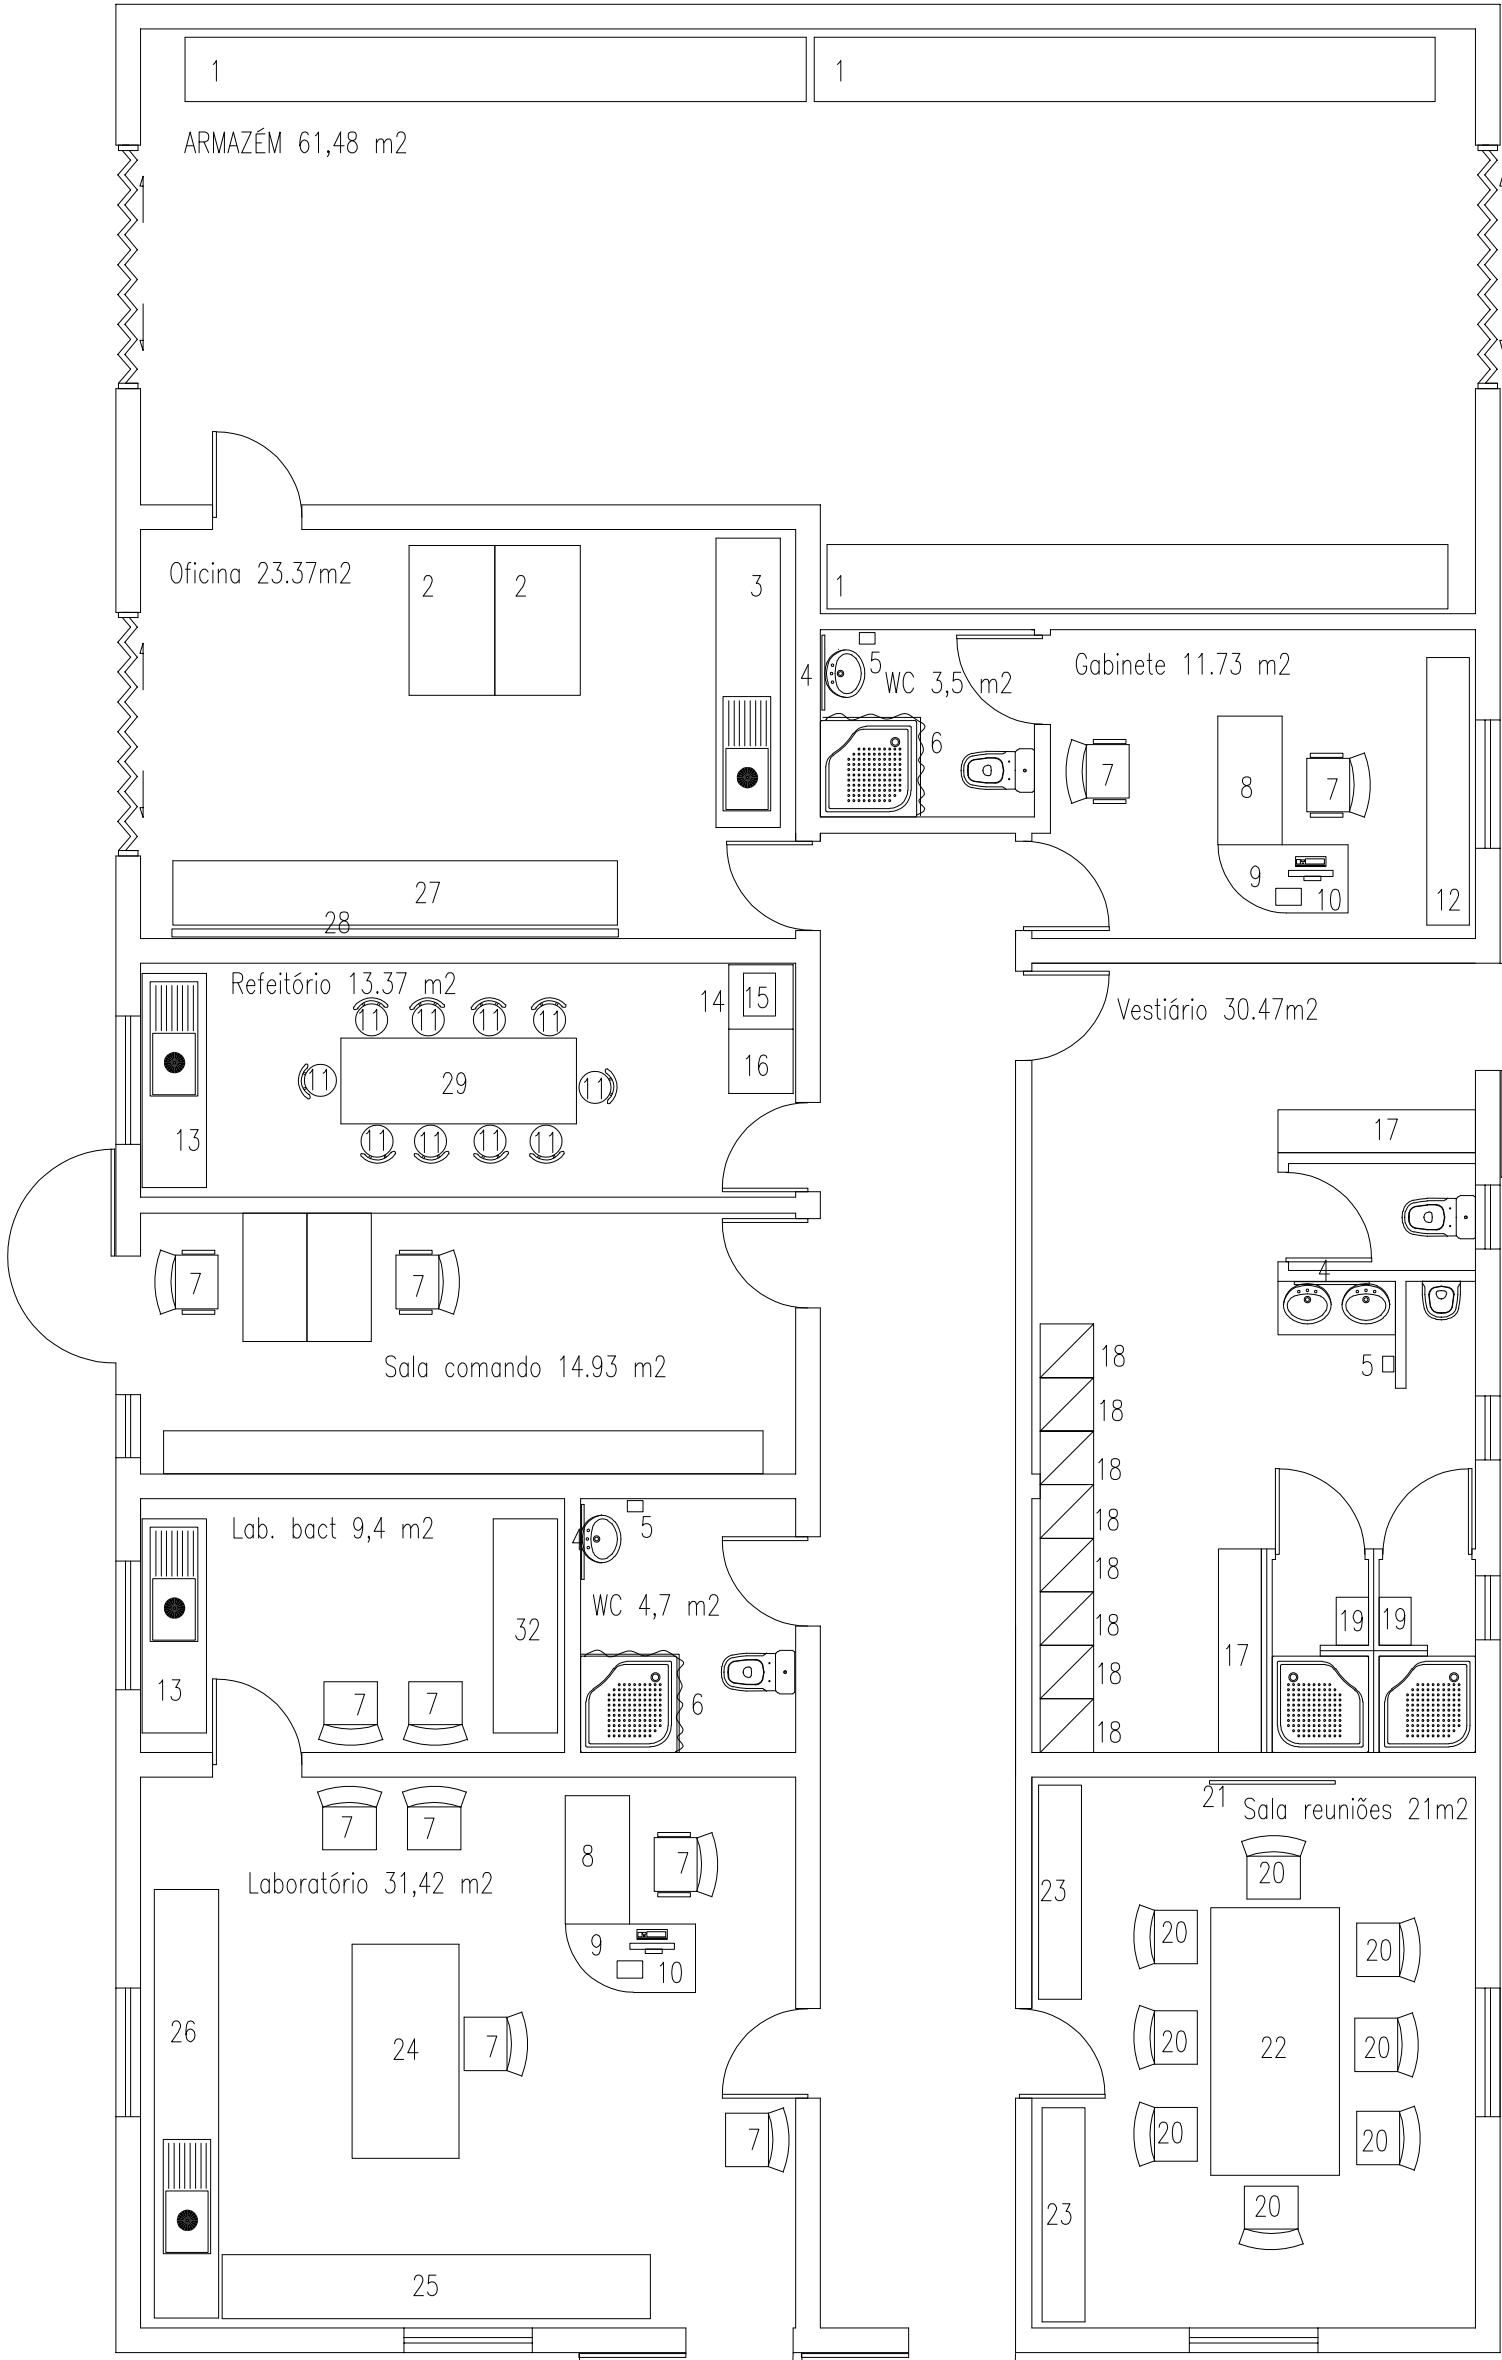 1 1
ARMAZÉM 61,48 m2
Oficina 23.37m2
2 2 3
1
4 5
WC 3,5 m2
6
Gabinete 11.73 m2
7 8 7
9 10 12
27
28
Refeitório 13.37 m2
11 11 11 11
14 15
16
11 29 11
13
11 11 11 11
Vestiário 30.47m2
17
4
5
7 7
Sala comando 14.93 m2
18
18
18
18
18
18
18
18
Lab. bact 9,4 m2
4 5
WC 4,7 m2
32
13
7 7
6
19 19
17
7 7
8 7
Laboratório 31,42 m2
9 10
26
24 7
7
25
21
Sala reuniões 21m2
23
20
20 20
20 22 20
20 20
23
20